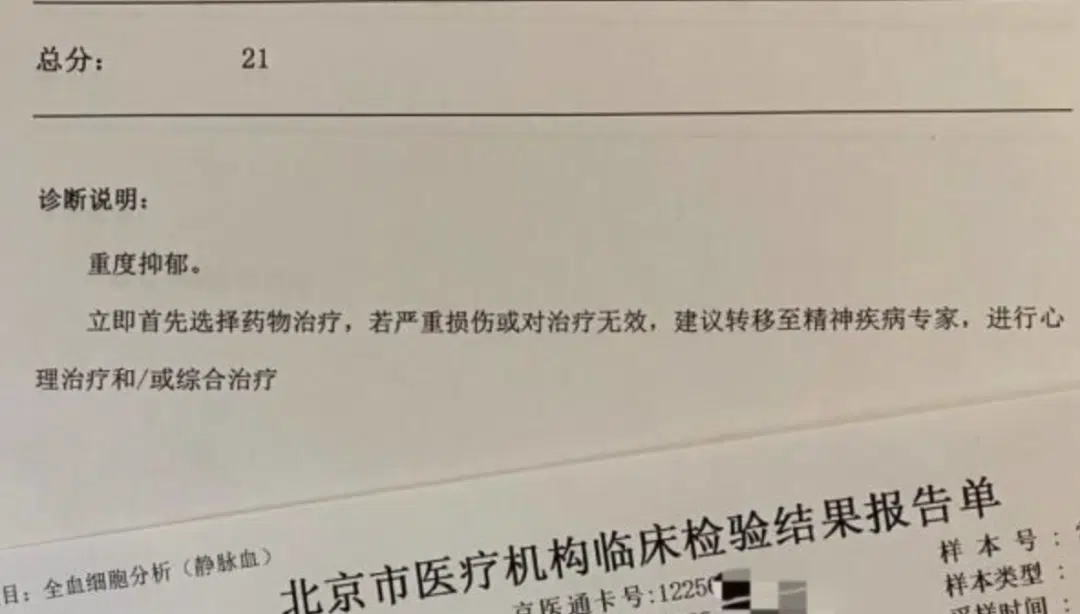 总分： 21
诊断说明：
重度抑郁。
立即首先选择药物治疗，若严重损伤或对治疗无效，建议转移至精神疾病专家，进行心
理治疗和/或综合治疗
北京市医疗机构临床检验结果报告单
目：全血细胞分析（静脉血）
京医通卡号:1225
样本号：
样本类型：
采样时间：